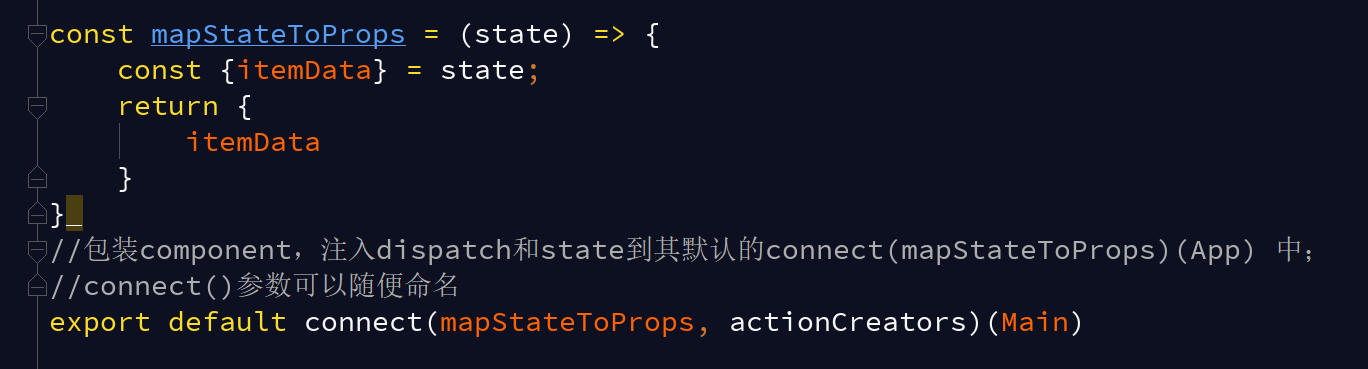 const mapStateToProps = (state) => {
    const {itemData} = state;
    return {
        itemData
    }
}
//包装component，注入dispatch和state到其默认的connect(mapStateToProps)(App) 中；
//connect()参数可以随便命名
export default connect(mapStateToProps, actionCreators)(Main)